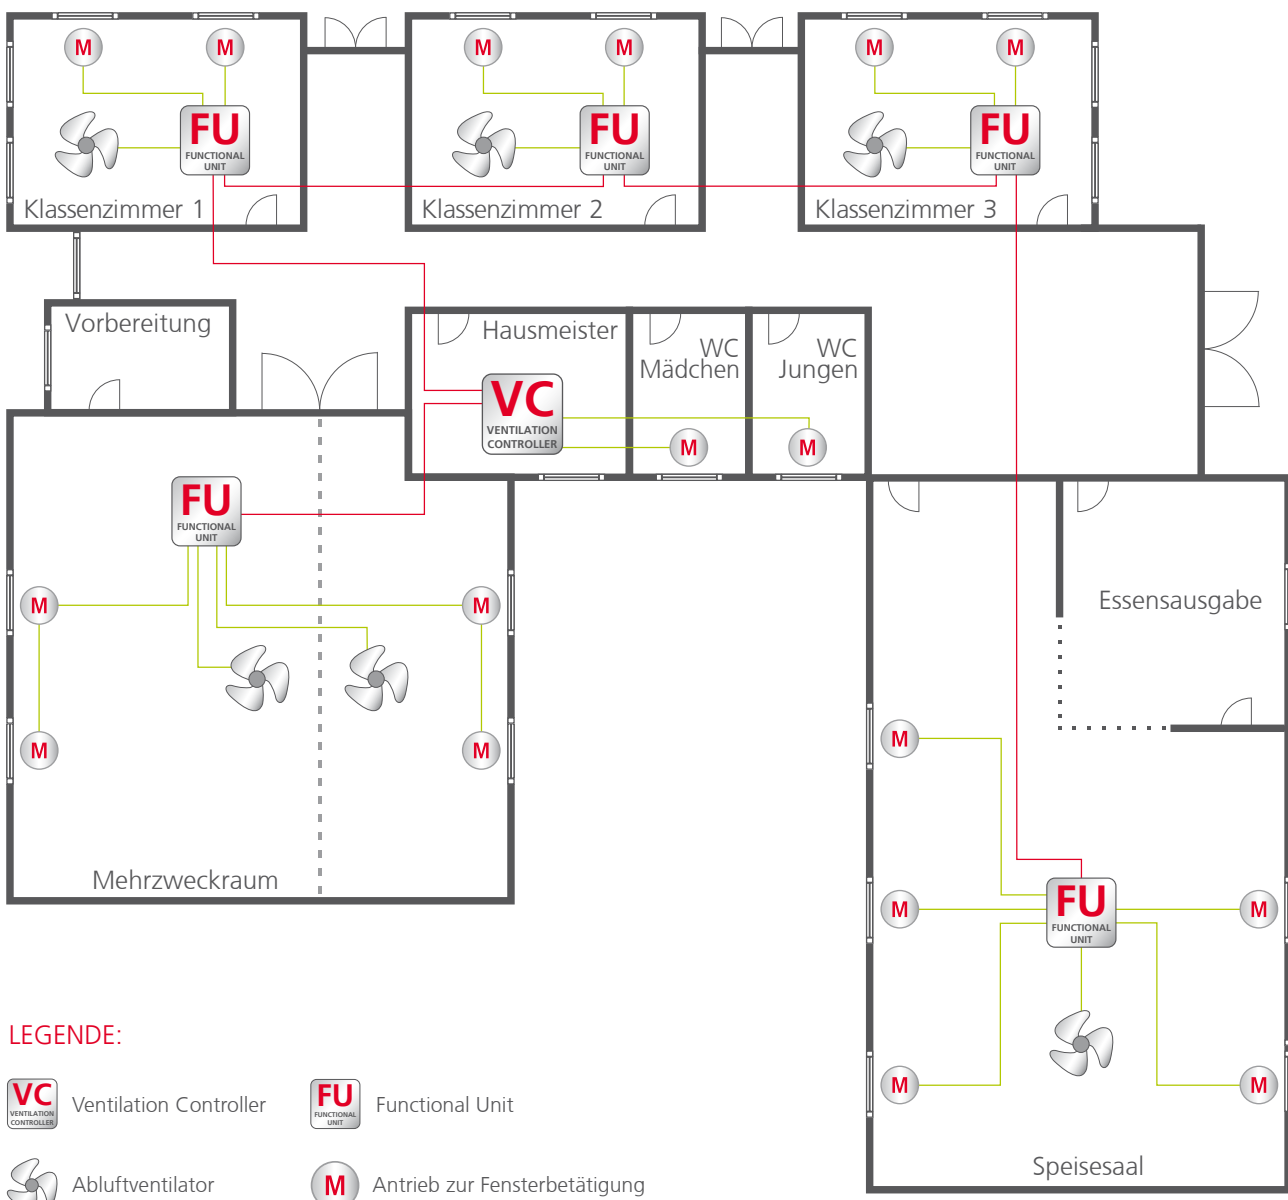 M
M
M
M
M
M
FU
FUNCTIONAL
UNIT
FU
FUNCTIONAL
UNIT
FU
FUNCTIONAL
UNIT
Klassenzimmer 1
Klassenzimmer 2
Klassenzimmer 3
Vorbereitung
Hausmeister
WC
Mädchen
WC
Jungen
VC
VENTILATION
CONTROLLER
M
M
FU
FUNCTIONAL
UNIT
M
M
M
M
Mehrzweckraum
Essensausgabe
M
M
FU
FUNCTIONAL
UNIT
M
M
M
Speisesaal
LEGENDE:
VC
VENTILATION
CONTROLLER
Ventilation Controller
FU
FUNCTIONAL
UNIT
Functional Unit
Abluftventilator
M
Antrieb zur Fensterbetätigung